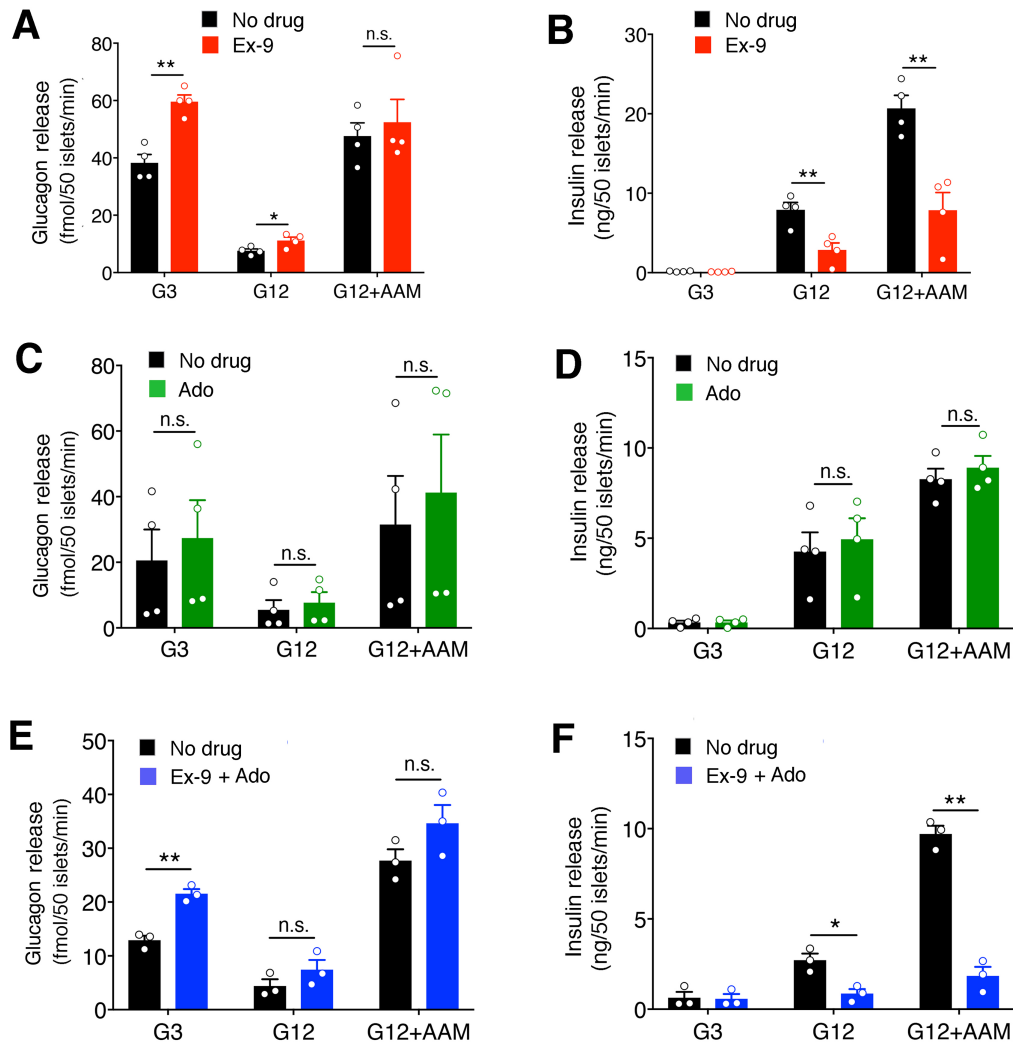 A
No drug
Ex-9
Glucagon release
(fmol/50 islets/min)
80
60
40
20
0
**
*
n.s.
G3
G12
G12+AAM
B
No drug
Ex-9
Insulin release
(ng/50 islets/min)
30
20
10
0
**
**
G3
G12
G12+AAM
C
No drug
Ado
Glucagon release
(fmol/50 islets/min)
80
60
40
20
0
n.s.
n.s.
n.s.
G3
G12
G12+AAM
D
No drug
Ado
Insulin release
(ng/50 islets/min)
15
10
5
0
n.s.
n.s.
G3
G12
G12+AAM
E
No drug
Ex-9 + Ado
Glucagon release
(fmol/50 islets/min)
50
40
30
20
10
0
**
n.s.
n.s.
G3
G12
G12+AAM
F
No drug
Ex-9 + Ado
Insulin release
(ng/50 islets/min)
15
10
5
0
*
**
G3
G12
G12+AAM